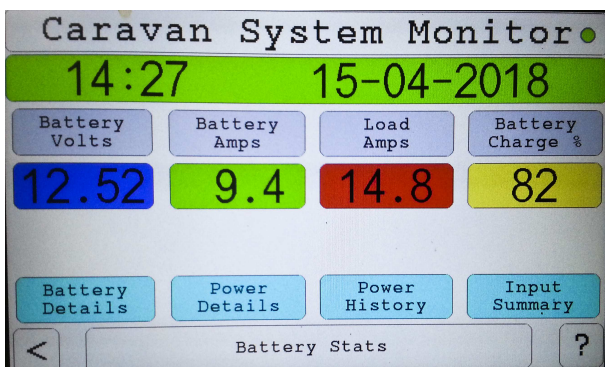 Caravan System Monitor
14:27 15-04-2018
Battery Volts Battery Amps Load Amps Battery Charge %
12.52 9.4 14.8 82
Battery Details Power Details Power History Input Summary
< Battery Stats ?